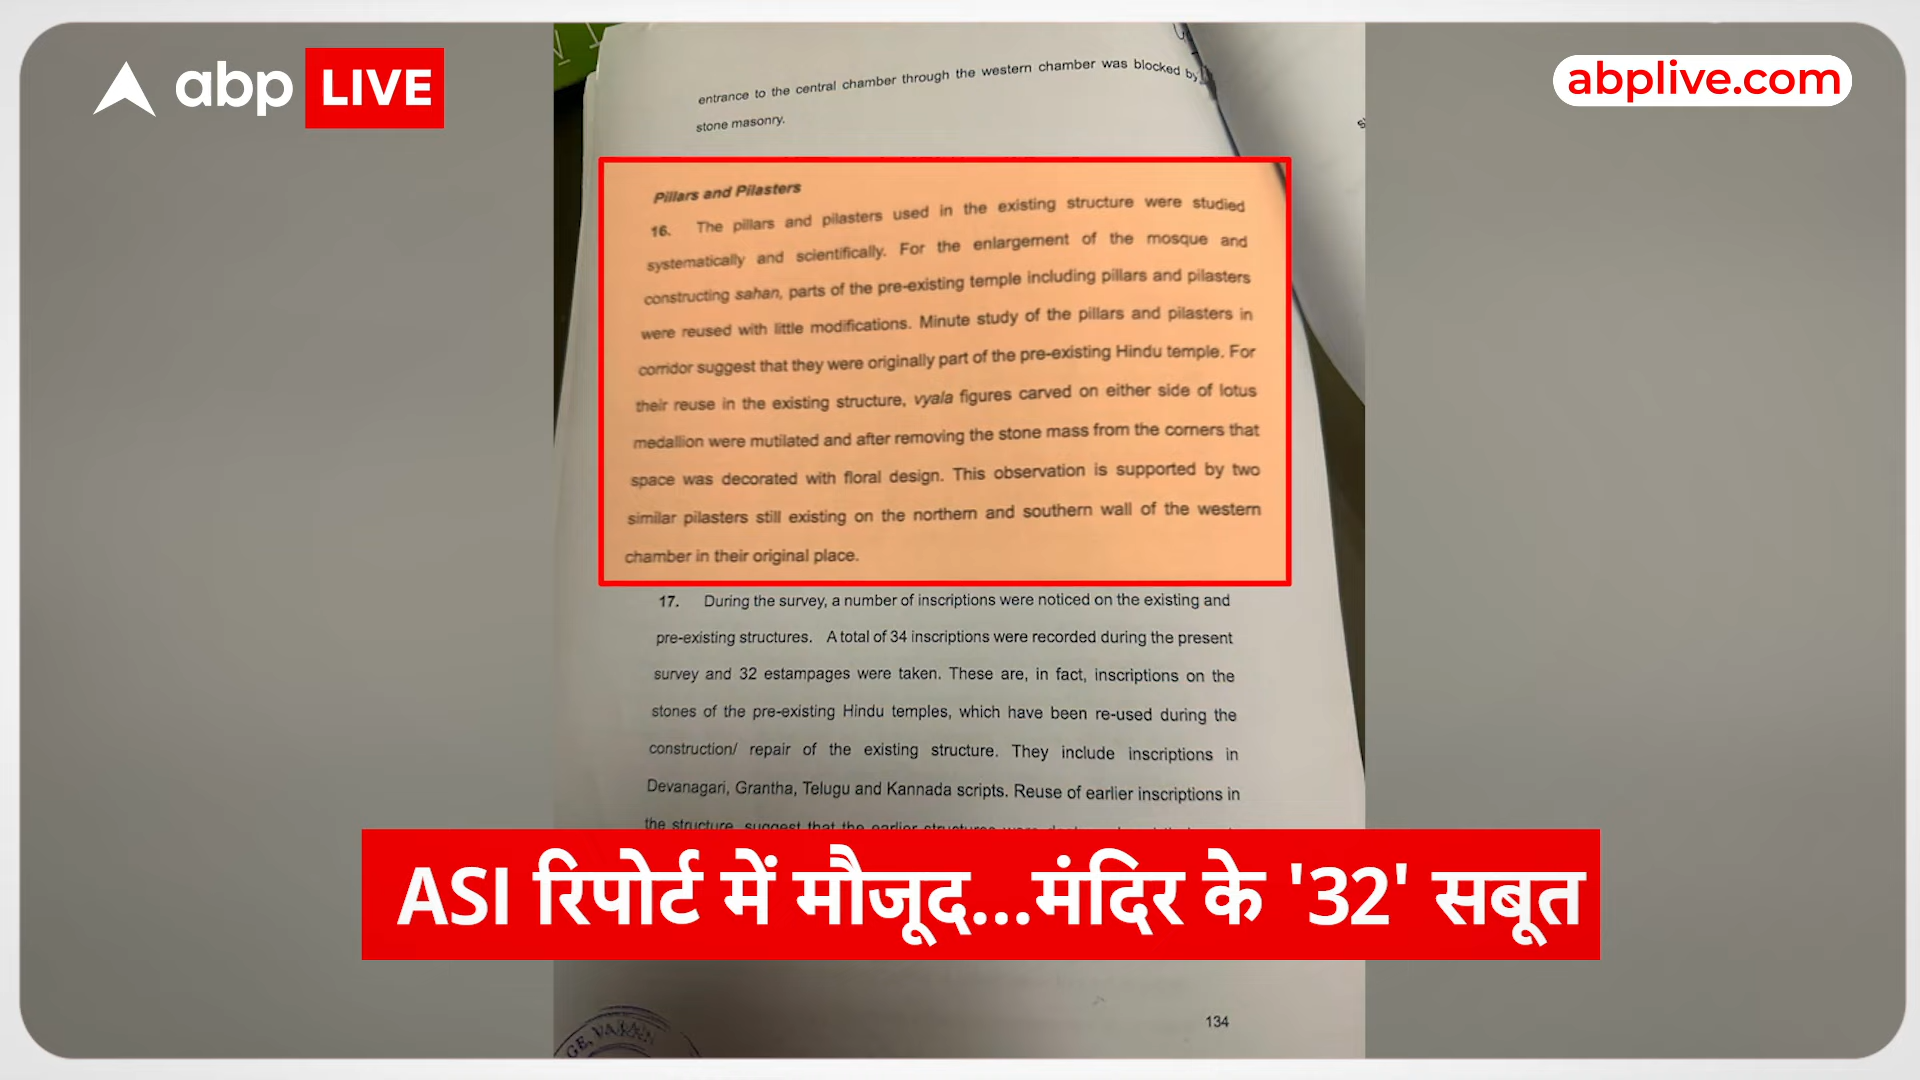 abp LIVE
abplive.com
entrance to the central chamber through the western chamber was blocked by
stone masonry.
Pillars and Pilasters
16. The pillars and pilasters used in the existing structure were studied
systematically and scientifically. For the enlargement of the mosque and
constructing sahan, parts of the pre-existing temple including pillars and pilasters
were reused with little modifications. Minute study of the pillars and pilasters in
corridor suggest that they were originally part of the pre-existing Hindu temple. For
their reuse in the existing structure, vyala figures carved on either side of lotus
medallion were mutilated and after removing the stone mass from the corners that
space was decorated with floral design. This observation is supported by two
similar pilasters still existing on the northern and southern wall of the western
chamber in their original place.
17. During the survey, a number of inscriptions were noticed on the existing and
pre-existing structures. A total of 34 inscriptions were recorded during the present
survey and 32 estampages were taken. These are, in fact, inscriptions on the
stones of the pre-existing Hindu temples, which have been re-used during the
construction/ repair of the existing structure. They include inscriptions in
Devanagari, Grantha, Telugu and Kannada scripts. Reuse of earlier inscriptions in
the structure, suggest that the earlier structures were
ASI रिपोर्ट में मौजूद...मंदिर के '32' सबूत
134